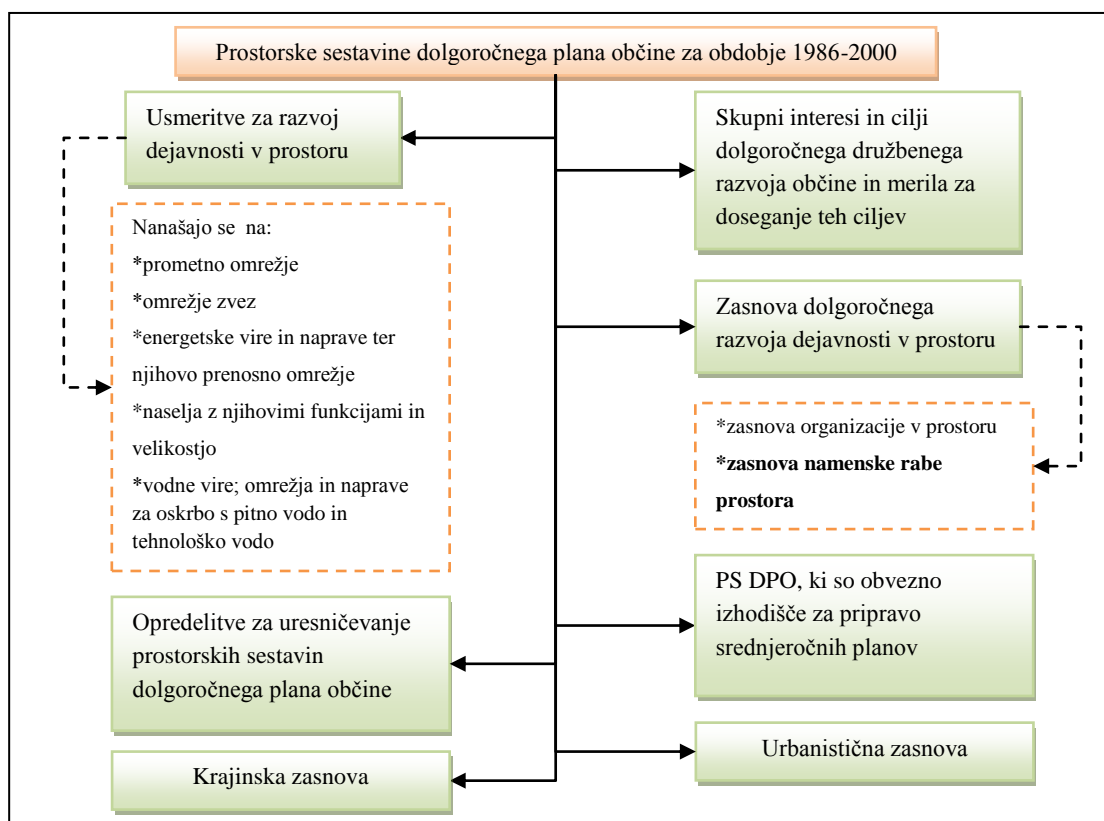 Prostorske sestavine dolgoročnega plana občine za obdobje 1986-2000
Usmeritve za razvoj
dejavnosti v prostoru
Nanašajo se na:
*prometno omrežje
*omrežje zvez
*energetske vire in naprave ter
njihovo prenosno omrežje
*naselja z njihovimi funkcijami in
velikostjo
*vodne vire; omrežja in naprave
za oskrbo s pitno vodo in
tehnološko vodo
Opredelitve za uresničevanje
prostorskih sestavin
dolgoročnega plana občine
Krajinska zasnova
Skupni interesi in cilji
dolgoročnega družbenega
razvoja občine in merila za
doseganje teh ciljev
Zasnova dolgoročnega
razvoja dejavnosti v prostoru
*zasnova organizacije v prostoru
*zasnova namenske rabe
prostora
PS DPO, ki so obvezno
izhodišče za pripravo
srednjeročnih planov
Urbanistična zasnova